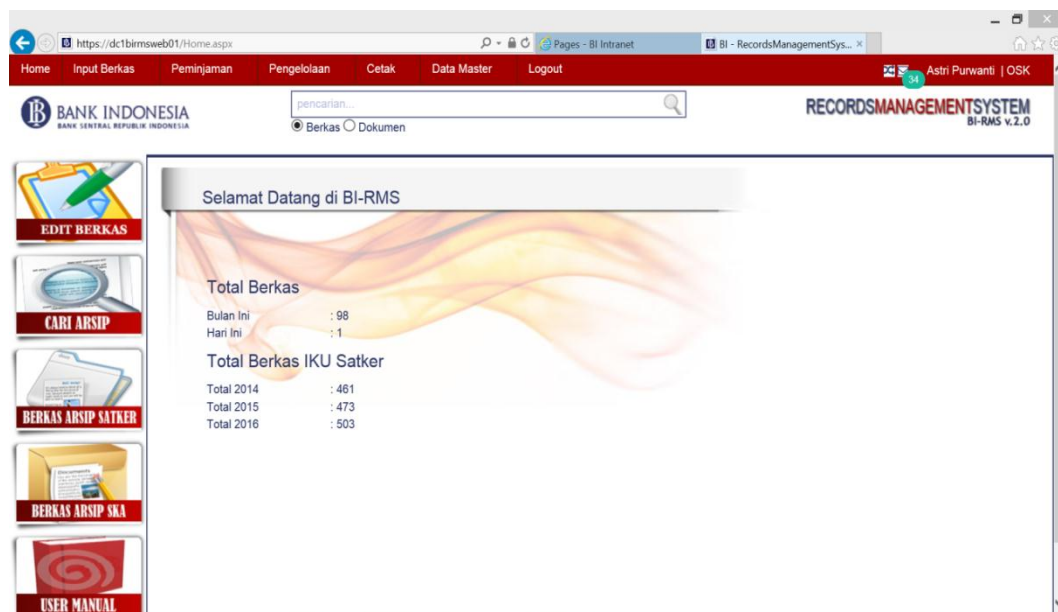 https://dc1birmsweb01/Home.aspx
Pages - BI Intranet
BI - RecordsManagementSys...
Home Input Berkas Peminjaman Pengelolaan Cetak Data Master Logout
34
Astri Purwanti | OSK
BANK INDONESIA
BANK SENTRAL REPUBLIK INDONESIA
pencarian...
Berkas Dokumen
RECORDSMANAGEMENTSYSTEM
BI-RMS v.2.0
EDIT BERKAS
CARI ARSIP
BERKAS ARSIP SATKER
Documents
BERKAS ARSIP SKA
USER MANUAL
Selamat Datang di BI-RMS
Total Berkas
Bulan Ini : 98
Hari Ini : 1
Total Berkas IKU Satker
Total 2014 : 461
Total 2015 : 473
Total 2016 : 503